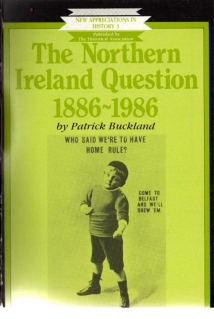 NEW APPRECIATIONS IN
HISTORY 3
Published by
The Historical Association
The Northern
Ireland Question
1886~1986
by Patrick Buckland
WHO SAID WE'RE TO HAVE
HOME RULE?
COME TO
BELFAST
AND WE'LL
SHEW 'EM